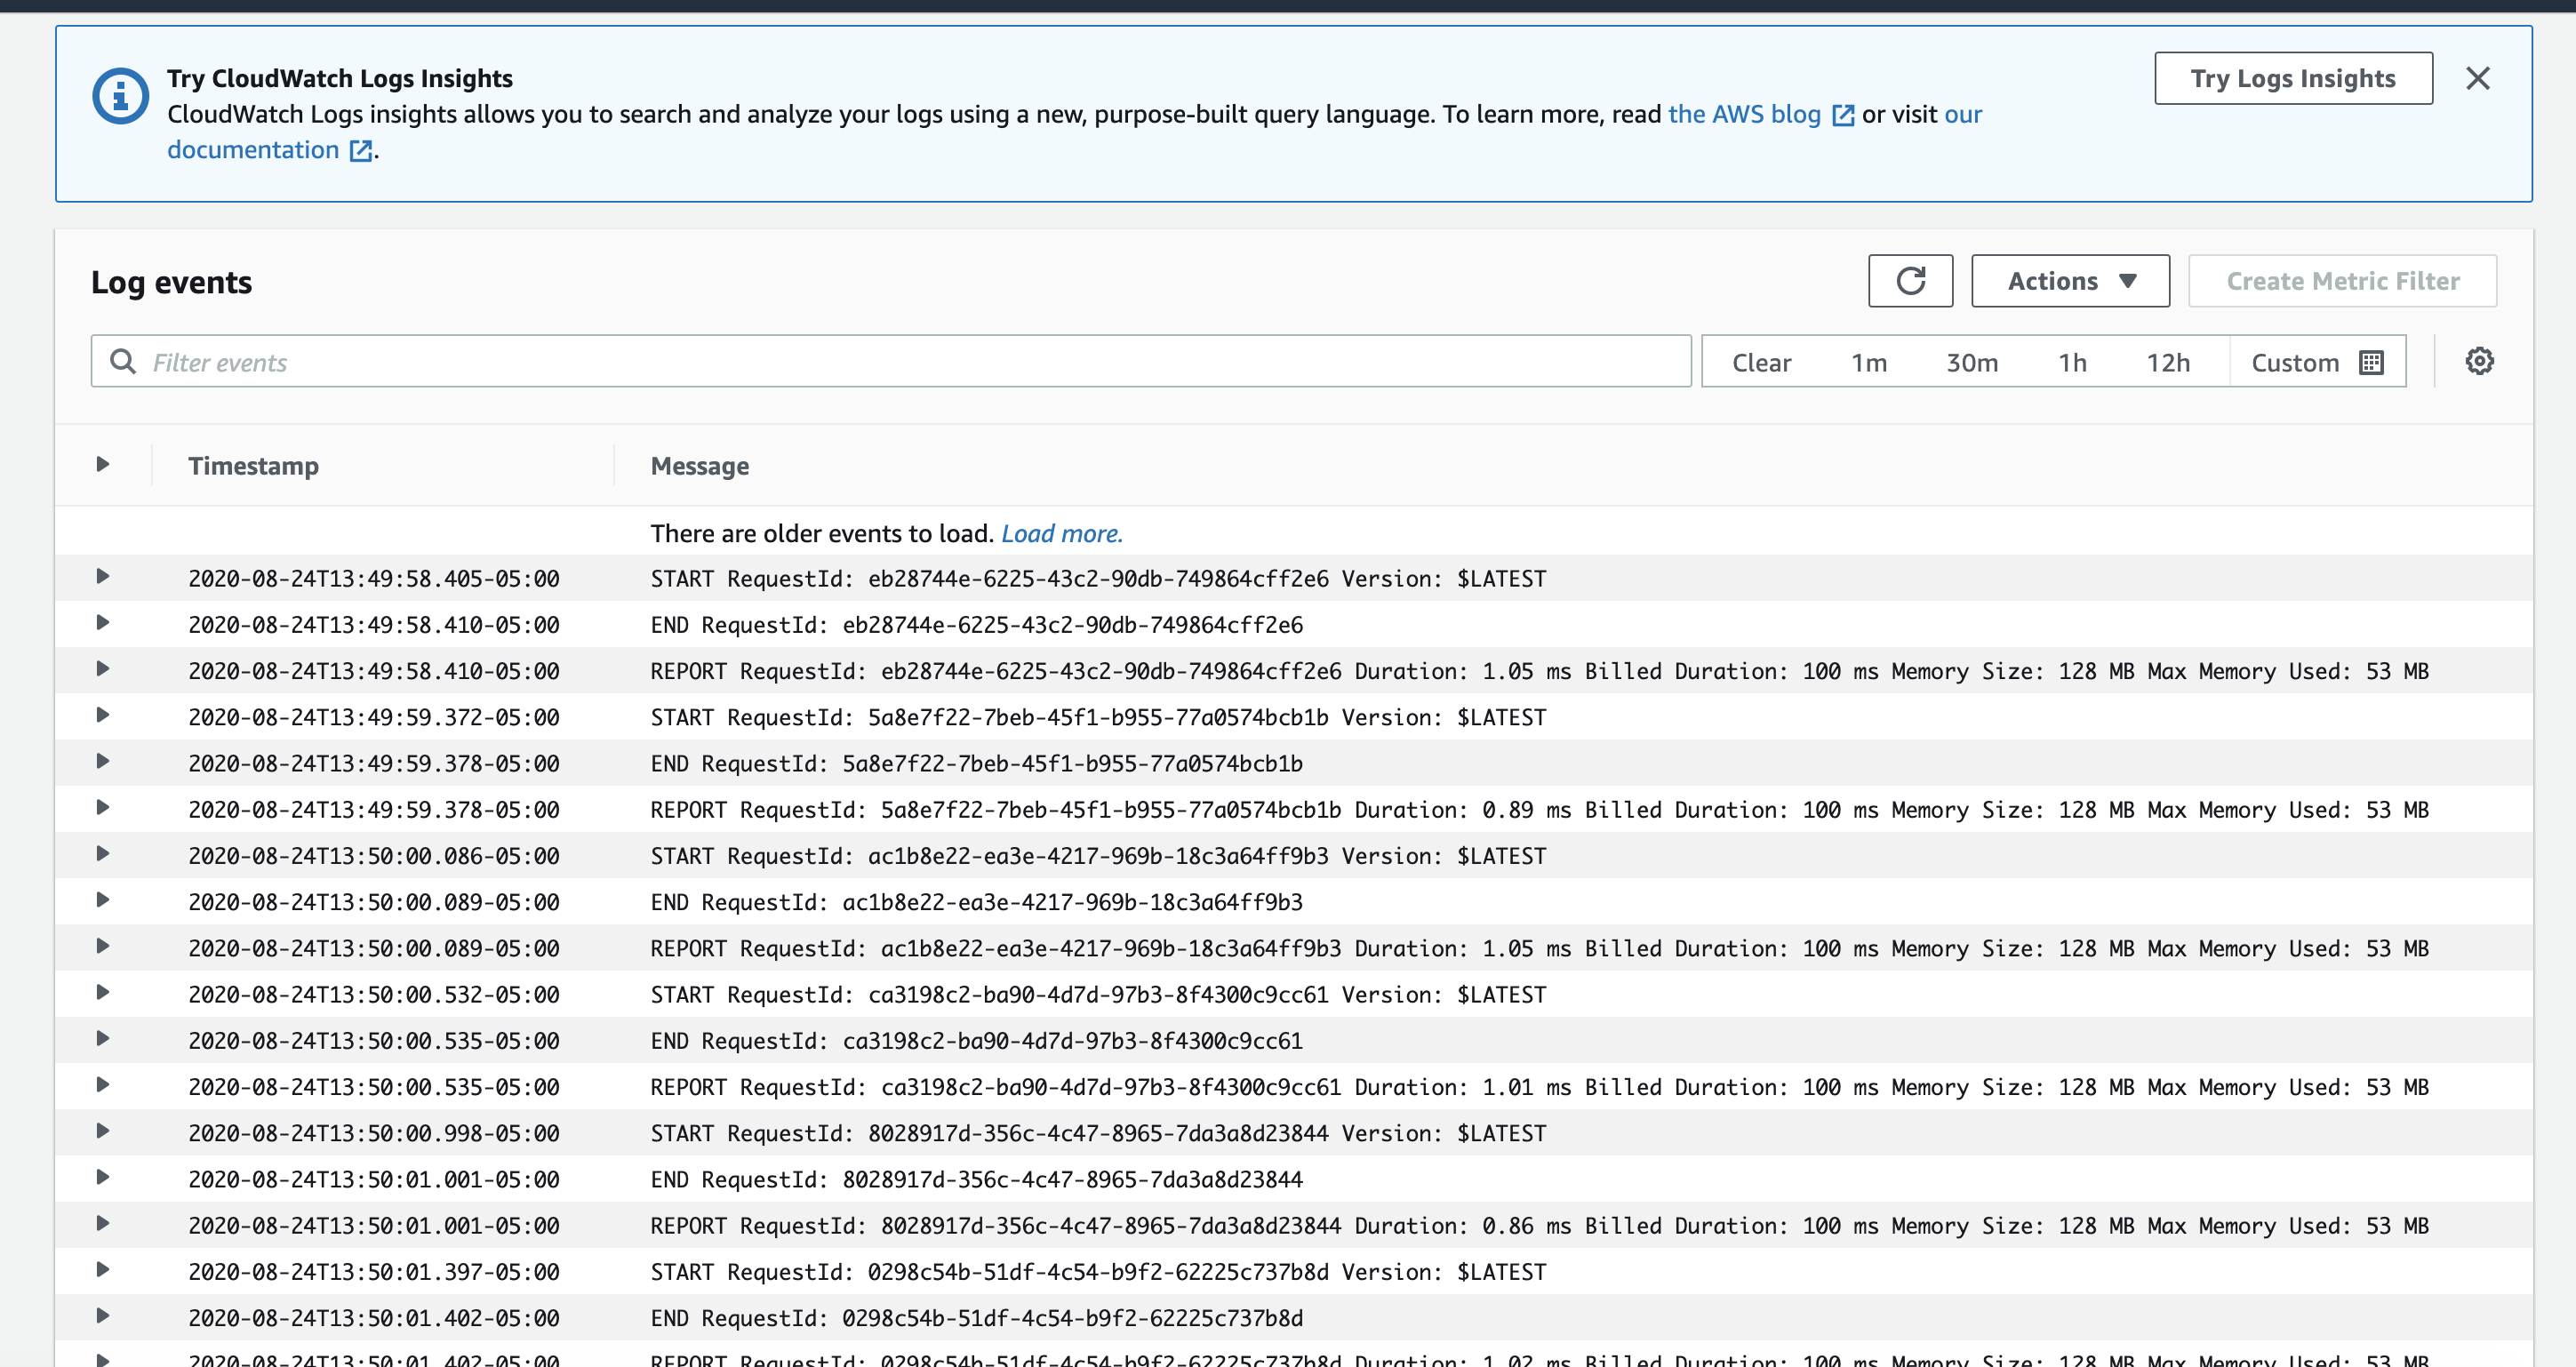 Try CloudWatch Logs Insights
CloudWatch Logs insights allows you to search and analyze your logs using a new, purpose-built query language. To learn more, read the AWS blog or visit our
documentation .
Try Logs Insights
Log events
Actions
Create Metric Filter
Filter events
Clear 1m 30m 1h 12h Custom
Timestamp Message
There are older events to load. Load more.
2020-08-24T13:49:58.405-05:00 START RequestId: eb28744e-6225-43c2-90db-749864cff2e6 Version: $LATEST
2020-08-24T13:49:58.410-05:00 END RequestId: eb28744e-6225-43c2-90db-749864cff2e6
2020-08-24T13:49:58.410-05:00 REPORT RequestId: eb28744e-6225-43c2-90db-749864cff2e6 Duration: 1.05 ms Billed Duration: 100 ms Memory Size: 128 MB Max Memory Used: 53 MB
2020-08-24T13:49:59.372-05:00 START RequestId: 5a8e7f22-7beb-45f1-b955-77a0574bcb1b Version: $LATEST
2020-08-24T13:49:59.378-05:00 END RequestId: 5a8e7f22-7beb-45f1-b955-77a0574bcb1b
2020-08-24T13:49:59.378-05:00 REPORT RequestId: 5a8e7f22-7beb-45f1-b955-77a0574bcb1b Duration: 0.89 ms Billed Duration: 100 ms Memory Size: 128 MB Max Memory Used: 53 MB
2020-08-24T13:50:00.086-05:00 START RequestId: ac1b8e22-ea3e-4217-969b-18c3a64ff9b3 Version: $LATEST
2020-08-24T13:50:00.089-05:00 END RequestId: ac1b8e22-ea3e-4217-969b-18c3a64ff9b3
2020-08-24T13:50:00.089-05:00 REPORT RequestId: ac1b8e22-ea3e-4217-969b-18c3a64ff9b3 Duration: 1.05 ms Billed Duration: 100 ms Memory Size: 128 MB Max Memory Used: 53 MB
2020-08-24T13:50:00.532-05:00 START RequestId: ca3198c2-ba90-4d7d-97b3-8f4300c9cc61 Version: $LATEST
2020-08-24T13:50:00.535-05:00 END RequestId: ca3198c2-ba90-4d7d-97b3-8f4300c9cc61
2020-08-24T13:50:00.535-05:00 REPORT RequestId: ca3198c2-ba90-4d7d-97b3-8f4300c9cc61 Duration: 1.01 ms Billed Duration: 100 ms Memory Size: 128 MB Max Memory Used: 53 MB
2020-08-24T13:50:00.998-05:00 START RequestId: 8028917d-356c-4c47-8965-7da3a8d23844 Version: $LATEST
2020-08-24T13:50:01.001-05:00 END RequestId: 8028917d-356c-4c47-8965-7da3a8d23844
2020-08-24T13:50:01.001-05:00 REPORT RequestId: 8028917d-356c-4c47-8965-7da3a8d23844 Duration: 0.86 ms Billed Duration: 100 ms Memory Size: 128 MB Max Memory Used: 53 MB
2020-08-24T13:50:01.397-05:00 START RequestId: 0298c54b-51df-4c54-b9f2-62225c737b8d Version: $LATEST
2020-08-24T13:50:01.402-05:00 END RequestId: 0298c54b-51df-4c54-b9f2-62225c737b8d
2020-08-24T13:50:01.402-05:00 REPORT RequestId: 0298c54b-51df-4c54-b9f2-62225c737b8d Duration: 1.02 ms Billed Duration: 100 ms Memory Size: 128 MB Max Memory Used: 53 MB